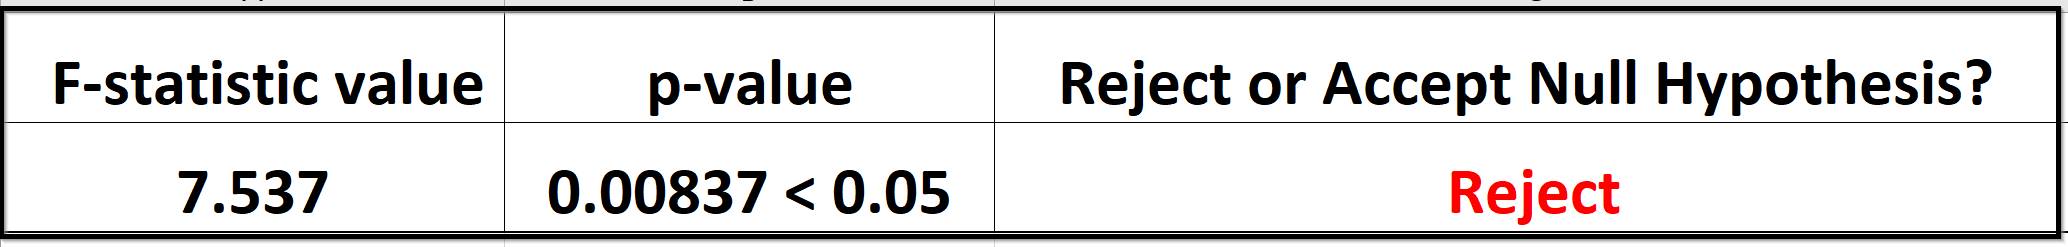 F-statistic value p-value Reject or Accept Null Hypothesis?
7.537 0.00837 < 0.05 Reject